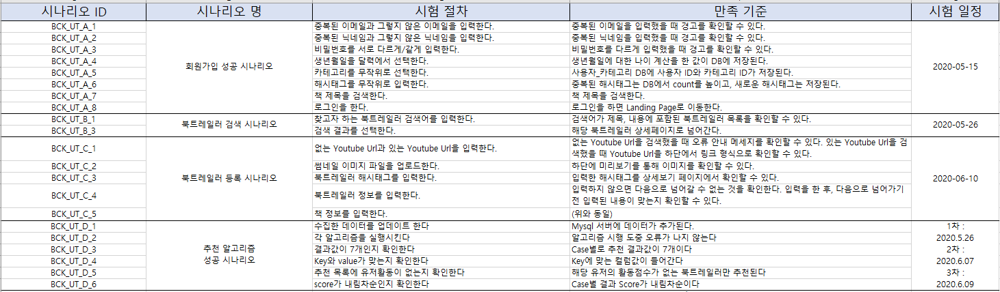 시나리오 ID 시나리오 명 시험 절차 만족 기준 시험 일정
BCK_UT_A_1 중복된 이메일과 그렇지 않은 이메일을 입력한다. 중복된 이메일을 입력했을 때 경고를 확인할 수 있다.
BCK_UT_A_2 중복된 닉네임과 그렇지 않은 닉네임을 입력한다. 중복된 닉네임을 입력했을 때 경고를 확인할 수 있다.
BCK_UT_A_3 비밀번호를 서로 다르게/같게 입력한다. 비밀번호를 다르게 입력했을 때 경고를 확인할 수 있다.
BCK_UT_A_4 생년월일을 달력에서 선택한다. 생년월일에 대한 나이 계산을 한 값이 DB에 저장된다.
회원가입 성공 시나리오 2020-05-15
BCK_UT_A_5 카테고리를 무작위로 선택한다. 사용자_카테고리 DB에 사용자 ID와 카테고리 ID가 저장된다.
BCK_UT_A_6 해시태그를 무작위로 입력한다. 중복된 해시태그는 DB에서 count를 높이고, 새로운 해시태그는 저장된다.
BCK_UT_A_7 책 제목을 검색한다. 책 제목을 검색한다.
BCK_UT_A_8 로그인을 한다. 로그인을 하면 Landing Page로 이동한다.
BCK_UT_B_1 찾고자 하는 북트레일러 검색어를 입력한다. 검색어가 제목, 내용에 포함된 북트레일러 목록을 확인할 수 있다.
북트레일러 검색 시나리오 2020-05-26
BCK_UT_B_3 검색 결과를 선택한다. 해당 북트레일러 상세페이지로 넘어간다.
BCK_UT_C_1 없는 Youtube Url과 있는 Youtube Url을 입력한다. 없는 Youtube Url을 검색했을 때 오류 안내 메세지를 확인할 수 있다. 있는 Youtube Url을 검
색했을 때 Youtube Url을 하단에서 링크 형식으로 확인할 수 있다.
BCK_UT_C_2 썸네일 이미지 파일을 업로드한다. 하단에 미리보기를 통해 이미지를 확인할 수 있다.
BCK_UT_C_3 북트레일러 등록 시나리오 북트레일러 해시태그를 입력한다. 입력한 해시태그를 상세보기 페이지에서 확인할 수 있다. 2020-06-10
BCK_UT_C_4 북트레일러 정보를 입력한다. 입력하지 않으면 다음으로 넘어갈 수 없는 것을 확인한다. 입력을 한 후, 다음으로 넘어가기
전 입력된 내용이 맞는지 확인할 수 있다.
BCK_UT_C_5 책 정보를 입력한다. (위와 동일)
BCK_UT_D_1 수집한 데이터를 업데이트 한다 Mysql 서버에 데이터가 추가된다. 1차 :
BCK_UT_D_2 각 알고리즘을 실행시킨다 알고리즘 시행 도중 오류가 나지 않는다 2020.5.26
BCK_UT_D_3 추천 알고리즘 결과값이 7개인지 확인한다 Case별로 추천 결과값이 7개이다 2차 :
BCK_UT_D_4 성공 시나리오 Key와 value가 맞는지 확인한다 Key에 맞는 컬럼값이 들어간다 2020.6.07
BCK_UT_D_5 추천 목록에 유저활동이 없는지 확인한다 해당 유저의 활동점수가 없는 북트레일러만 추천된다 3차 :
BCK_UT_D_6 score가 내림차순인지 확인한다 Case별 결과 Score가 내림차순이다 2020.6.09